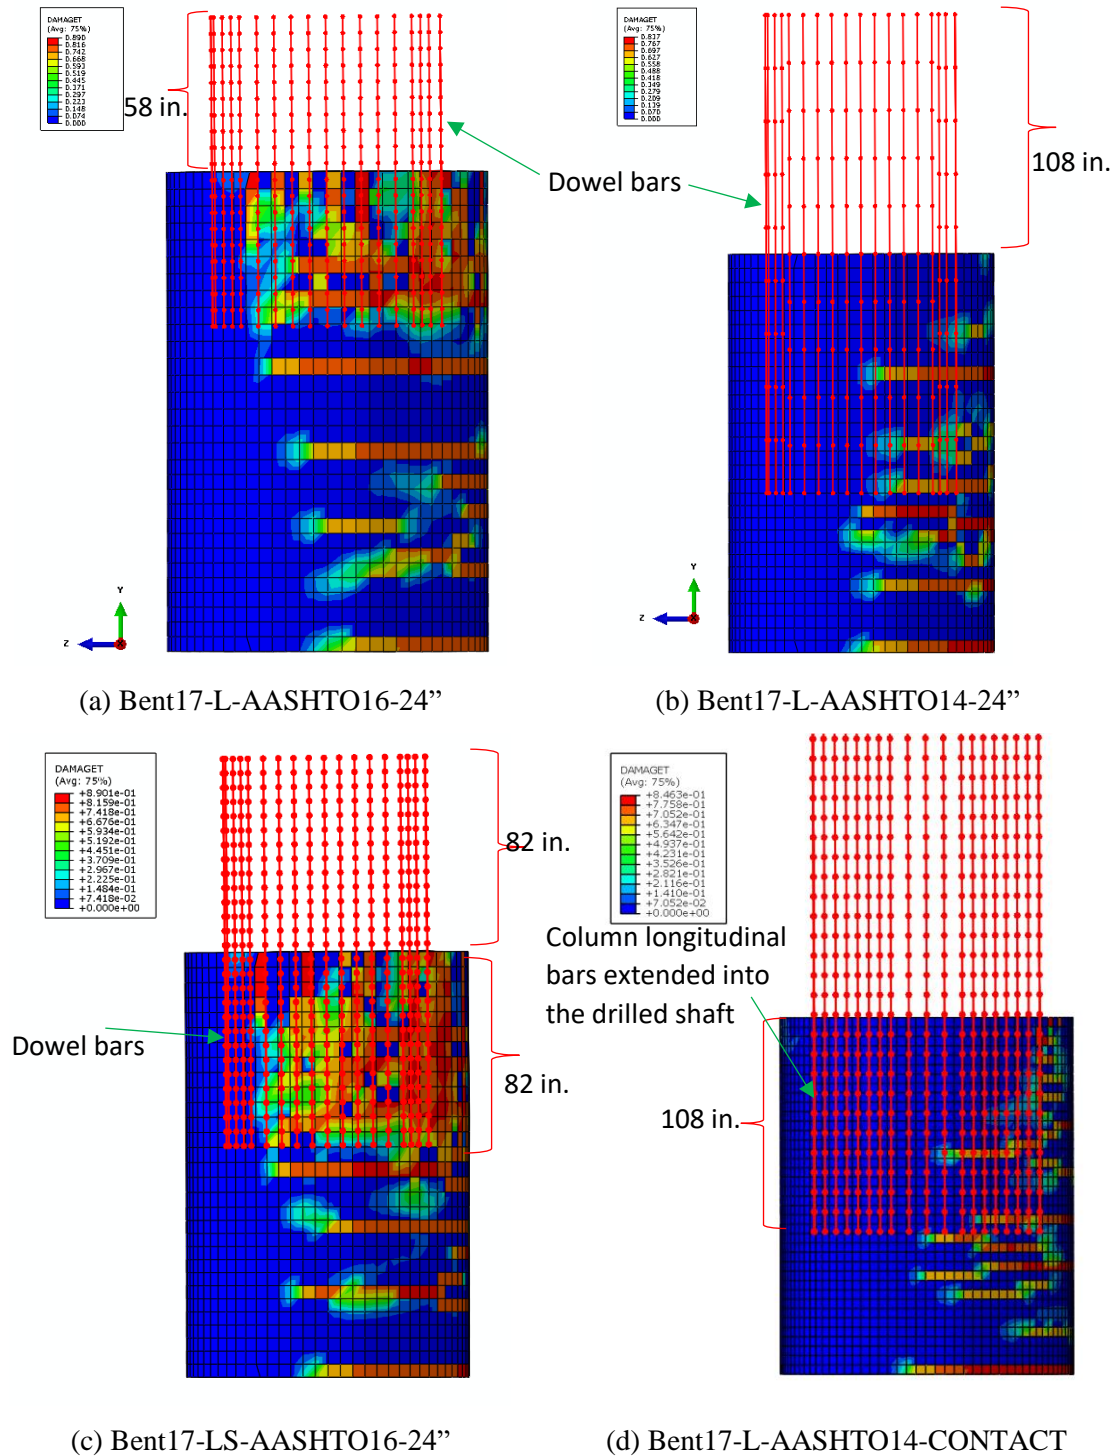 DAMAGET
(Avg: 75%)
0.890
0.816
0.742
0.668
0.593
0.519
0.445
0.371
0.297
0.223
0.148
0.074
0.000
58 in.
DAMAGET
(Avg: 75%)
0.837
0.767
0.697
0.627
0.558
0.488
0.418
0.349
0.279
0.209
0.139
0.070
0.000
108 in.
Dowel bars
Y
Z
X
Y
Z
X
(a) Bent17-L-AASHTO16-24”
(b) Bent17-L-AASHTO14-24”
DAMAGET
(Avg: 75%)
+8.901e-01
+8.159e-01
+7.418e-01
+6.676e-01
+5.934e-01
+5.192e-01
+4.451e-01
+3.709e-01
+2.967e-01
+2.225e-01
+1.484e-01
+7.418e-02
+0.000e+00
82 in.
Dowel bars
82 in.
DAMAGET
(Avg: 75%)
+8.463e-01
+7.758e-01
+7.052e-01
+6.347e-01
+5.642e-01
+4.937e-01
+4.231e-01
+3.526e-01
+2.821e-01
+2.116e-01
+1.410e-01
+7.052e-02
+0.000e+00
Column longitudinal
bars extended into
the drilled shaft
108 in.
(c) Bent17-LS-AASHTO16-24”
(d) Bent17-L-AASHTO14-CONTACT